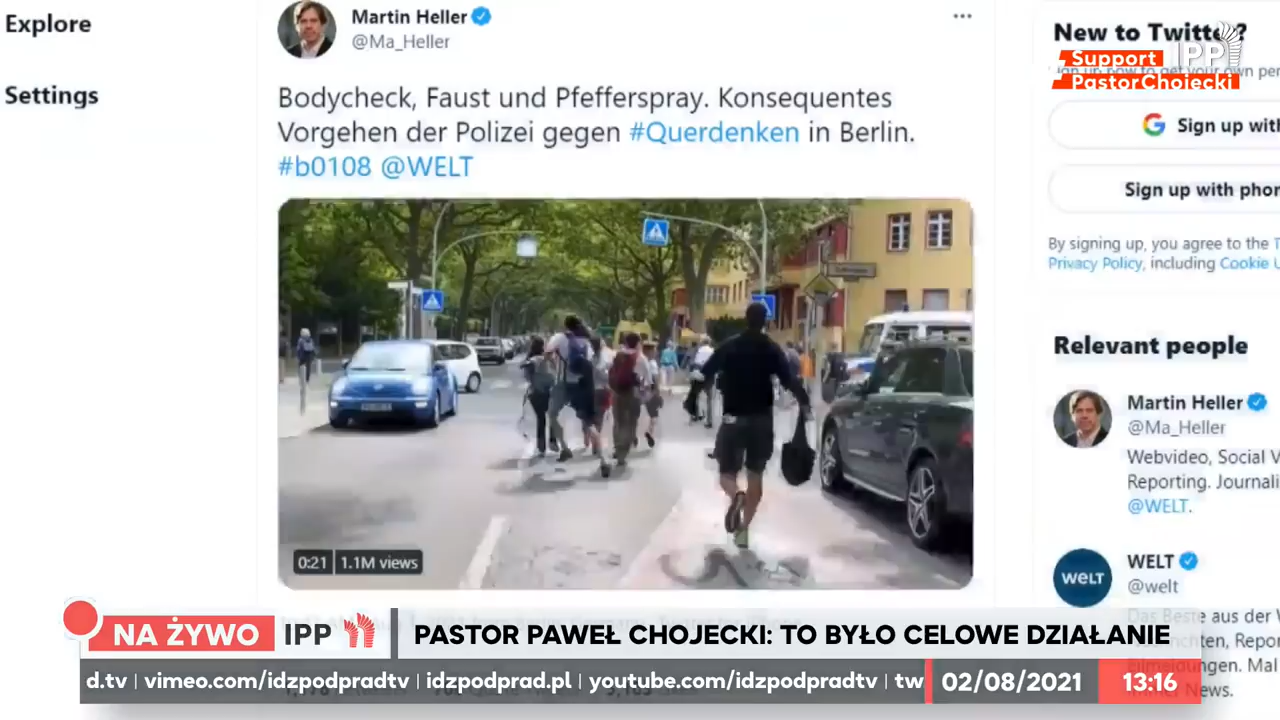 Explore
Settings
Martin Heller
@Ma_Heller
Bodycheck, Faust und Pfefferspray. Konsequentes
Vorgehen der Polizei gegen #Querdenken in Berlin.
#b0108 @WELT
0:21 1.1M views
New to Twitter?
IPP
Support
PastorChojecki
Sign up with
Sign up with phon
By signing up, you agree to the T
Privacy Policy, including Cookie U
Relevant people
Martin Heller
@Ma_Heller
Webvideo, Social V
Reporting. Journali
@WELT.
WELT
WELT
@welt
Das Beste aus der W
NA ŻYWO IPP PASTOR PAWEŁ CHOJECKI: TO BYŁO CELOWE DZIAŁANIE
d.tv | vimeo.com/idzpodpradtv | idzpodprad.pl | youtube.com/idzpodpradtv | tw
02/08/2021 13:16